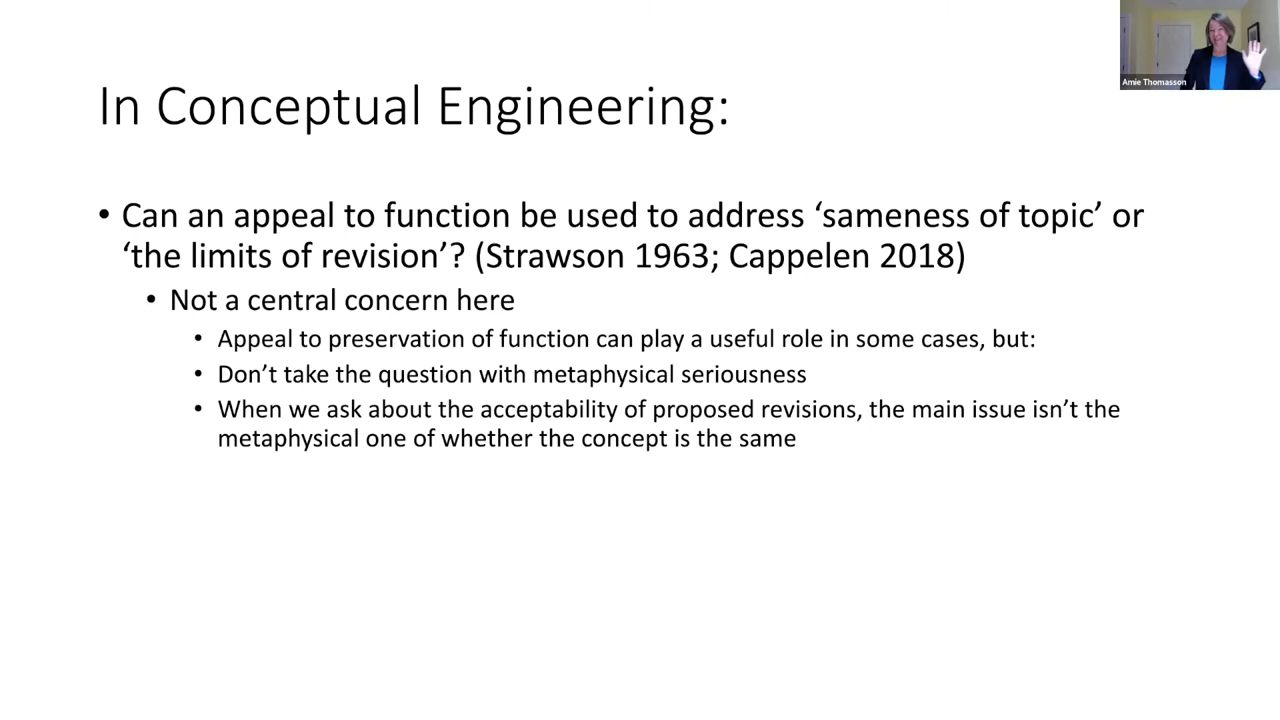 Amie Thomasson
In Conceptual Engineering:
• Can an appeal to function be used to address ‘sameness of topic’ or
‘the limits of revision’? (Strawson 1963; Cappelen 2018)
• Not a central concern here
• Appeal to preservation of function can play a useful role in some cases, but:
• Don’t take the question with metaphysical seriousness
• When we ask about the acceptability of proposed revisions, the main issue isn’t the
metaphysical one of whether the concept is the same